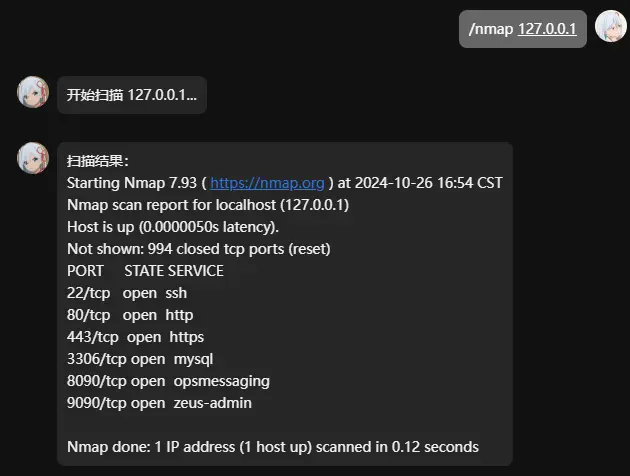 /nmap 127.0.0.1
开始扫描 127.0.0.1...
扫描结果：
Starting Nmap 7.93 ( https://nmap.org ) at 2024-10-26 16:54 CST
Nmap scan report for localhost (127.0.0.1)
Host is up (0.0000050s latency).
Not shown: 994 closed tcp ports (reset)
PORT STATE SERVICE
22/tcp open ssh
80/tcp open http
443/tcp open https
3306/tcp open mysql
8090/tcp open opsmessaging
9090/tcp open zeus-admin
Nmap done: 1 IP address (1 host up) scanned in 0.12 seconds